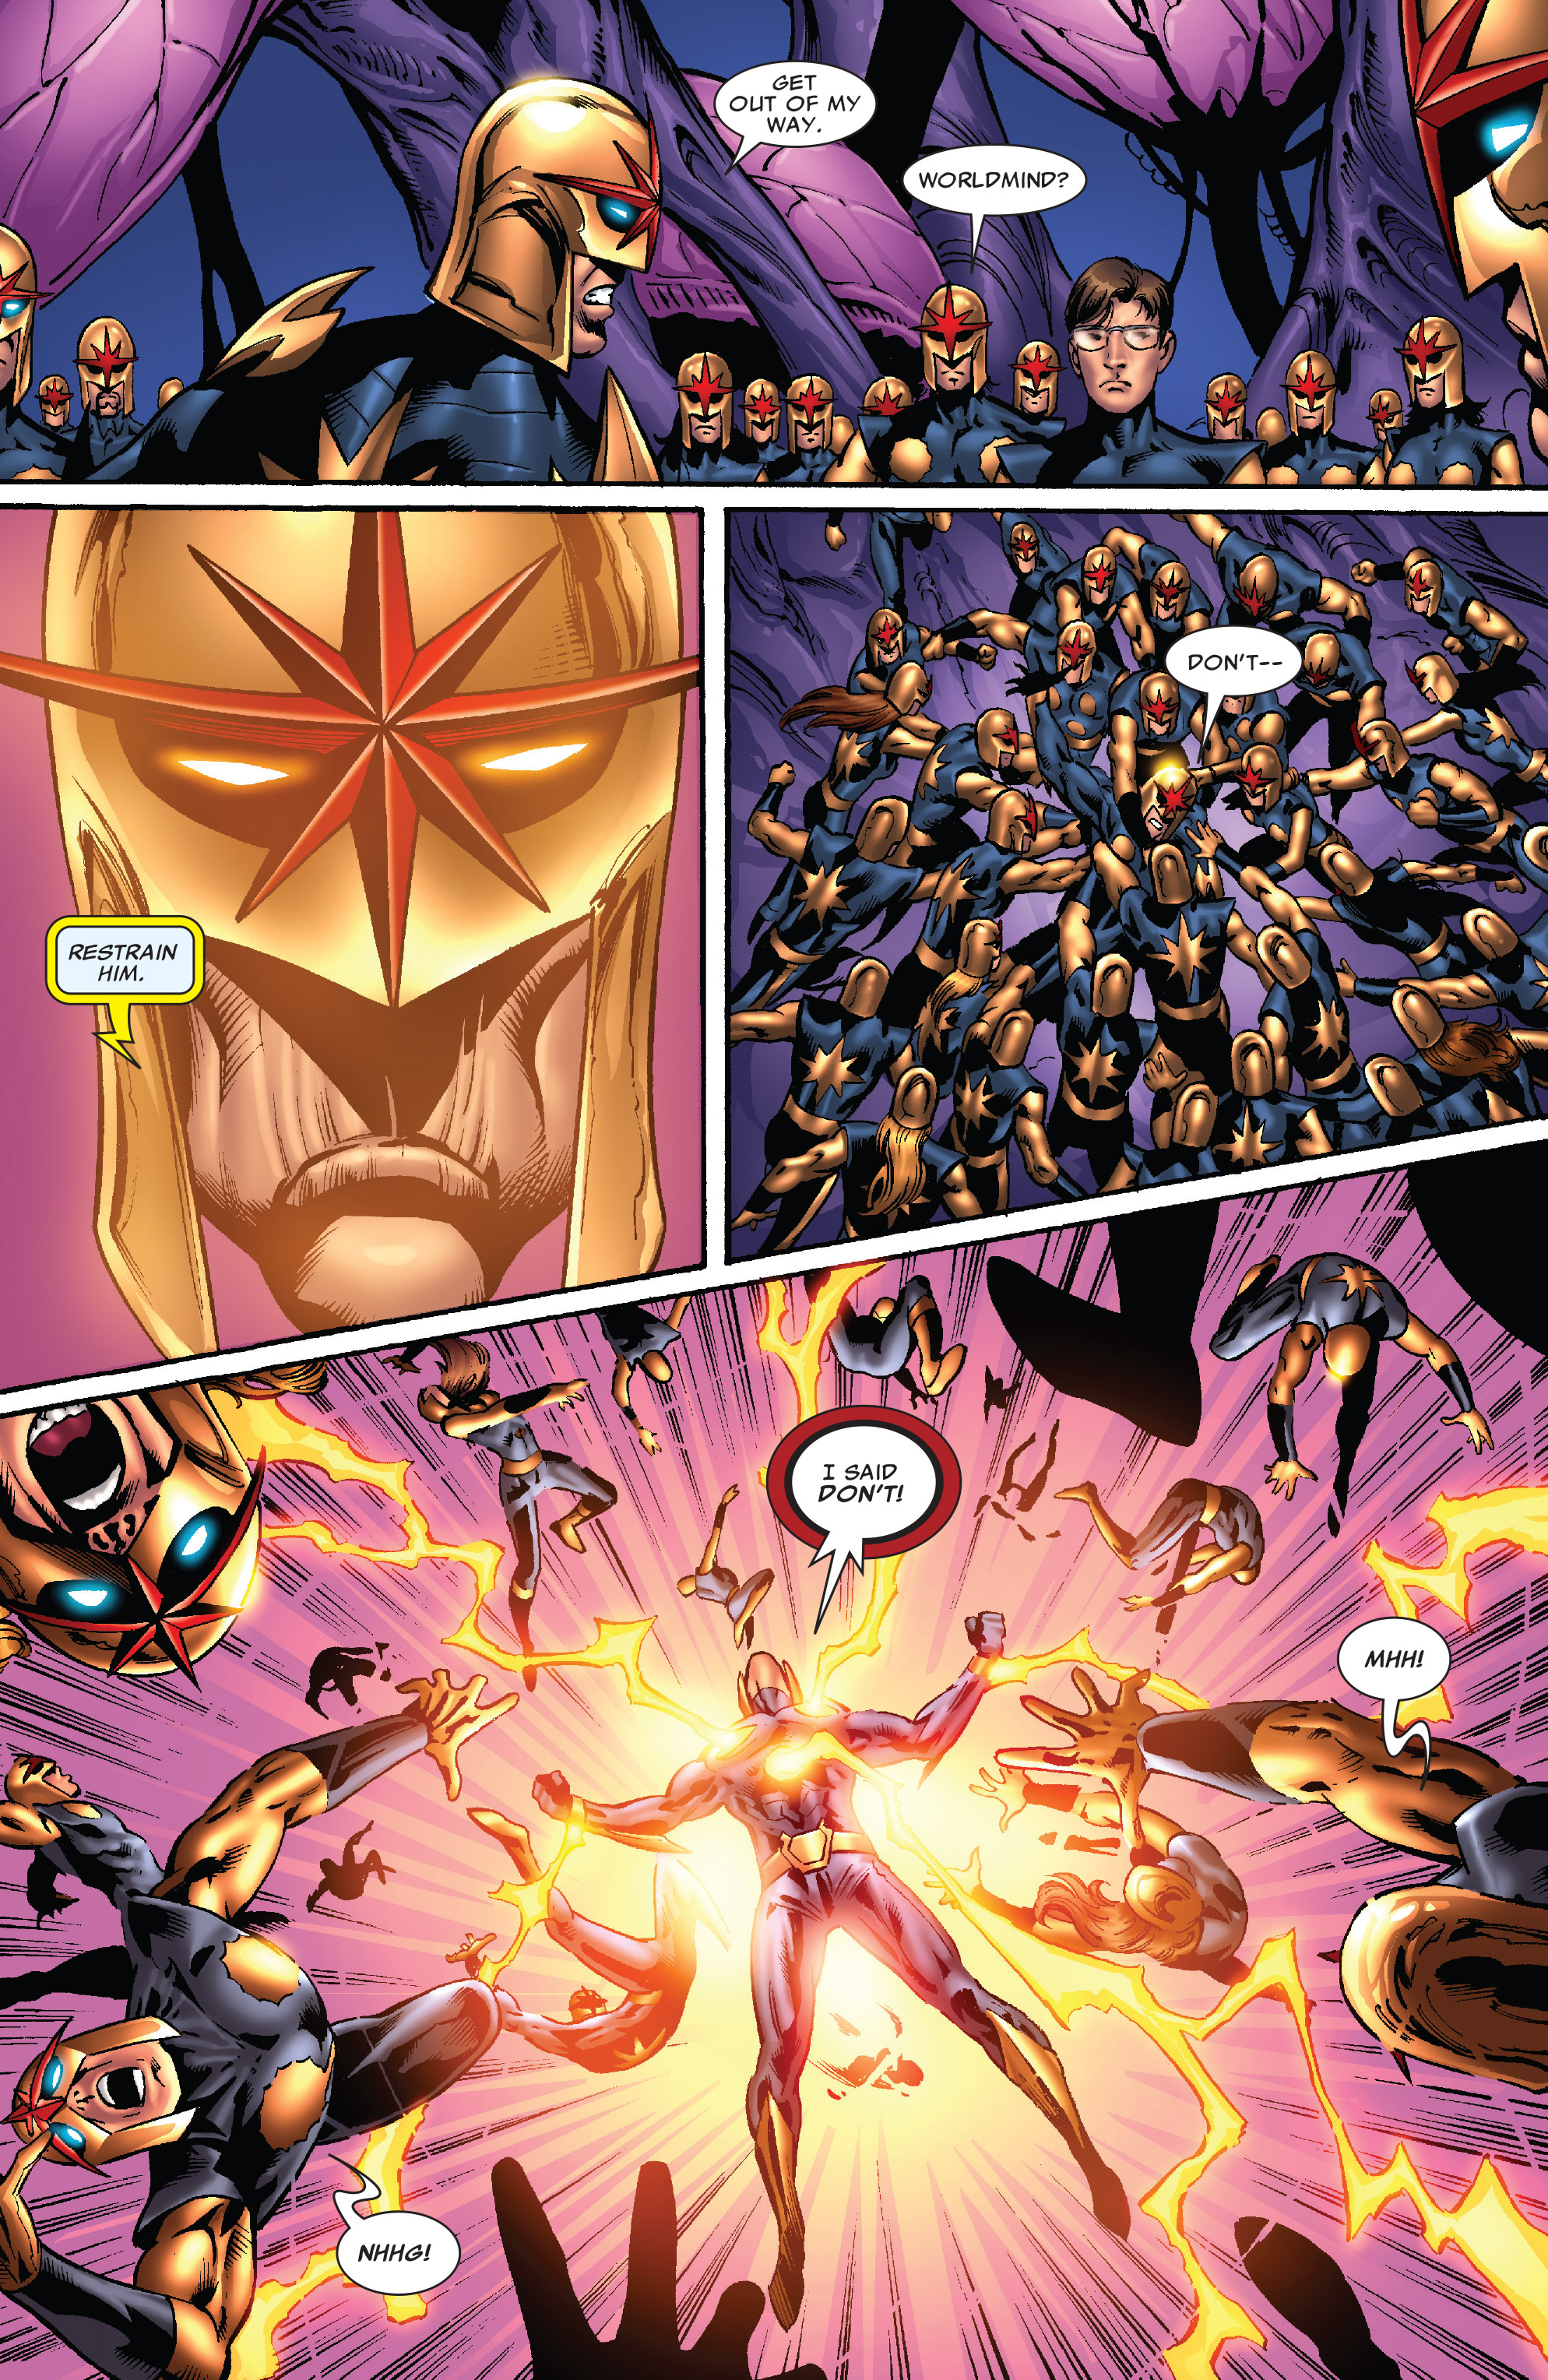 GET
OUT OF MY
WAY.
WORLDMIND?
RESTRAIN
HIM.
DON'T--
I SAID
DON'T!
MHH!
NHHG!